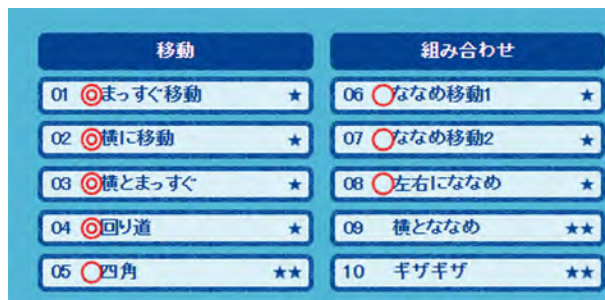 移動
01 ◎まっすぐ移動 ★
02 ◎横に移動 ★
03 ◎横とまっすぐ ★
04 ◎回り道 ★
05 ○四角 ★★
組み合わせ
06 ○ななめ移動1 ★
07 ○ななめ移動2 ★
08 ○左右にななめ ★
09 横とななめ ★★
10 ギザギザ ★★